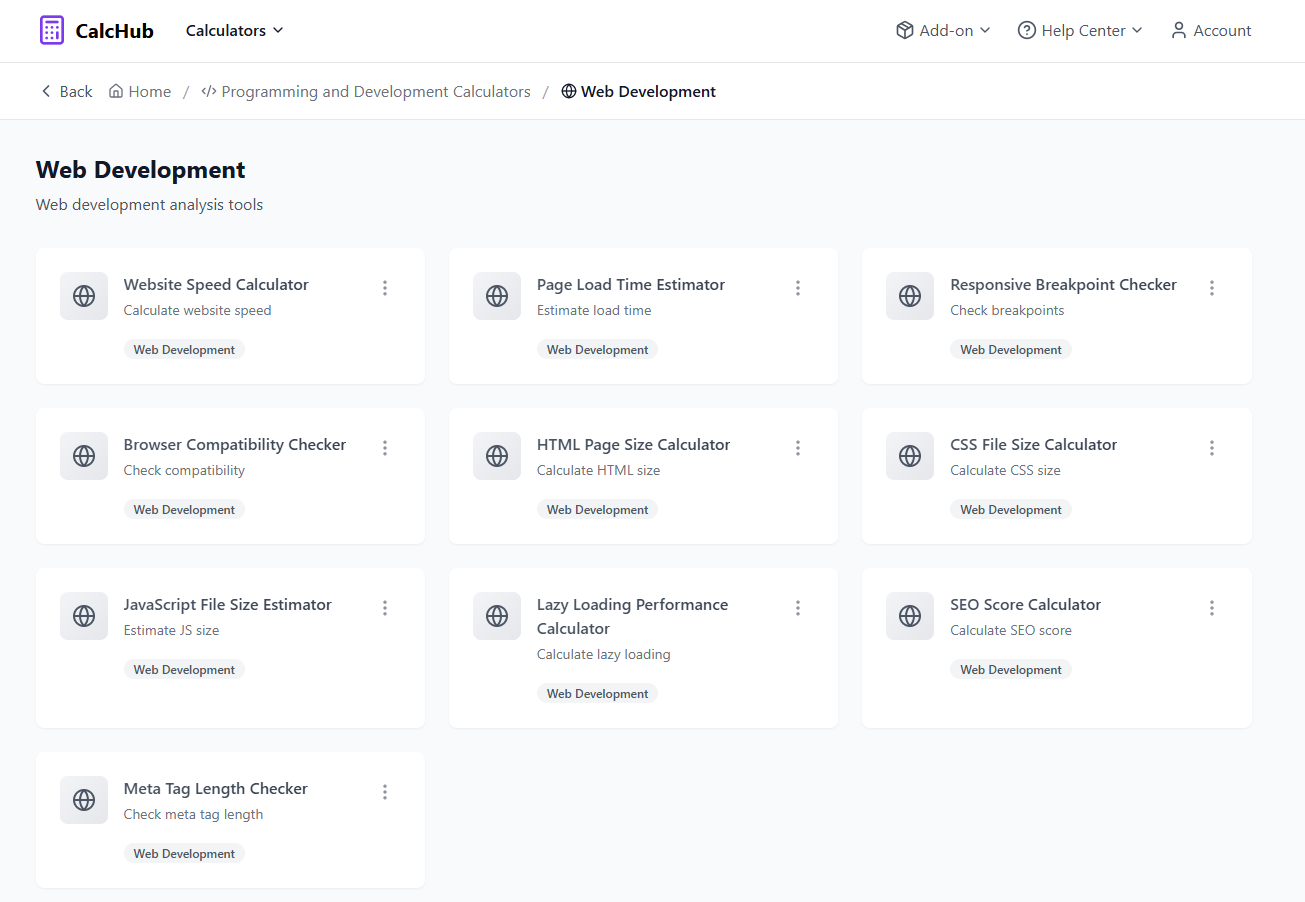 CalcHub Calculators Add-on Help Center Account
Back Home / Programming and Development Calculators / Web Development
Web Development
Web development analysis tools
Website Speed Calculator
Calculate website speed
Web Development
Page Load Time Estimator
Estimate load time
Web Development
Responsive Breakpoint Checker
Check breakpoints
Web Development
Browser Compatibility Checker
Check compatibility
Web Development
HTML Page Size Calculator
Calculate HTML size
Web Development
CSS File Size Calculator
Calculate CSS size
Web Development
JavaScript File Size Estimator
Estimate JS size
Web Development
Lazy Loading Performance
Calculator
Calculate lazy loading
Web Development
SEO Score Calculator
Calculate SEO score
Web Development
Meta Tag Length Checker
Check meta tag length
Web Development